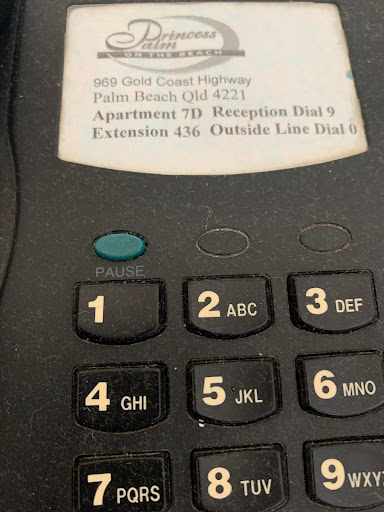 Princess
Palm
ON THE BEACH
969 Gold Coast Highway
Palm Beach Qld 4221
Apartment 7D Reception Dial 9
Extension 436 Outside Line Dial 0
PAUSE
1 2 ABC 3 DEF
4 GHI 5 JKL 6 MNO
7 PQRS 8 TUV 9 WXYZ